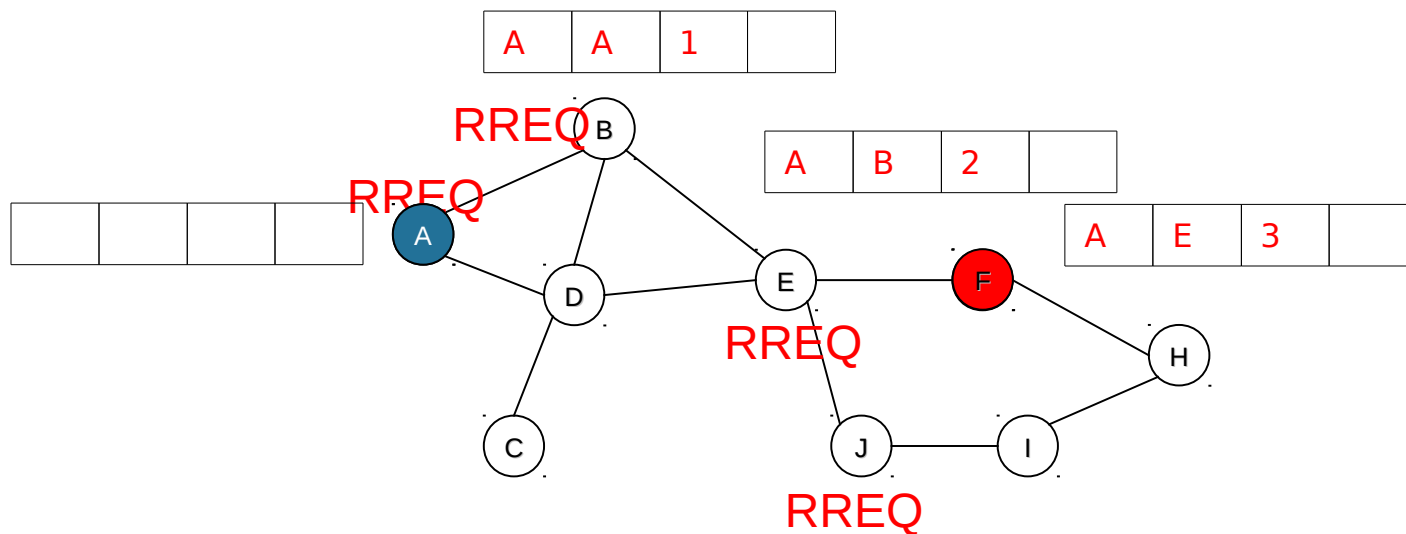 A A 1
RREQ B
A B 2
RREQ
A E 3
A
D E F
RREQ
H
C J I
RREQ